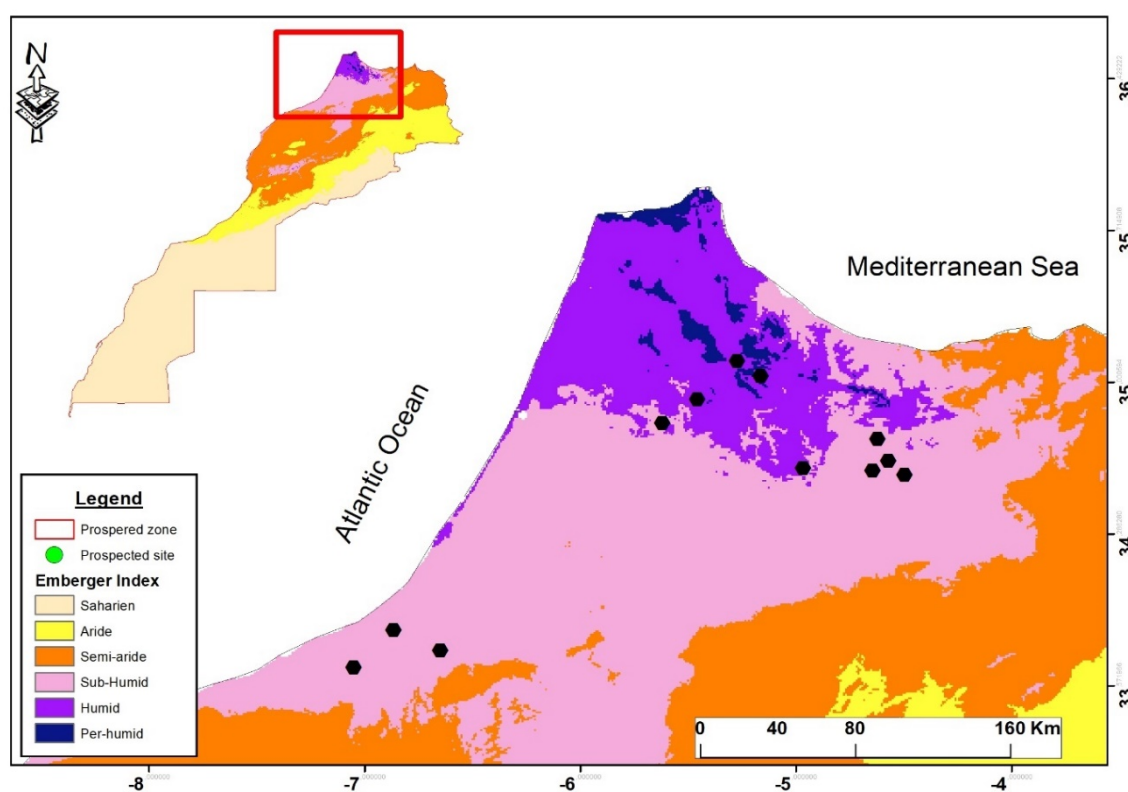 N
Mediterranean Sea
Atlantic Ocean
Legend
Prospered zone
Prospected site
Emberger Index
Saharien
Aride
Semi-aride
Sub-Humid
Humid
Per-humid
0 40 80 160 Km
36
35
35
34
33
-8 -7 -6 -5 -4